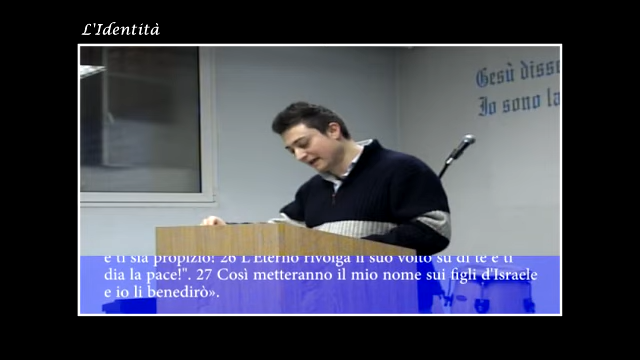 L'Identità
Gesù disse
Io sono la
e ti sia propizio! 26 L'Eterno rivolga il suo volto su di te e ti
dia la pace!". 27 Così metteranno il mio nome sui figli d'Israele
e io li benedirò».